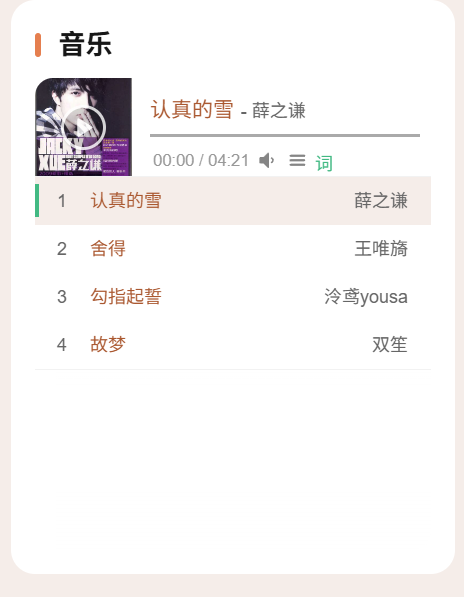 音乐
认真的雪 - 薛之谦
JACKY
XUE 薛之谦
00:00 / 04:21 词
1 认真的雪 薛之谦
2 舍得 王唯旖
3 勾指起誓 泠鸢yousa
4 故梦 双笙